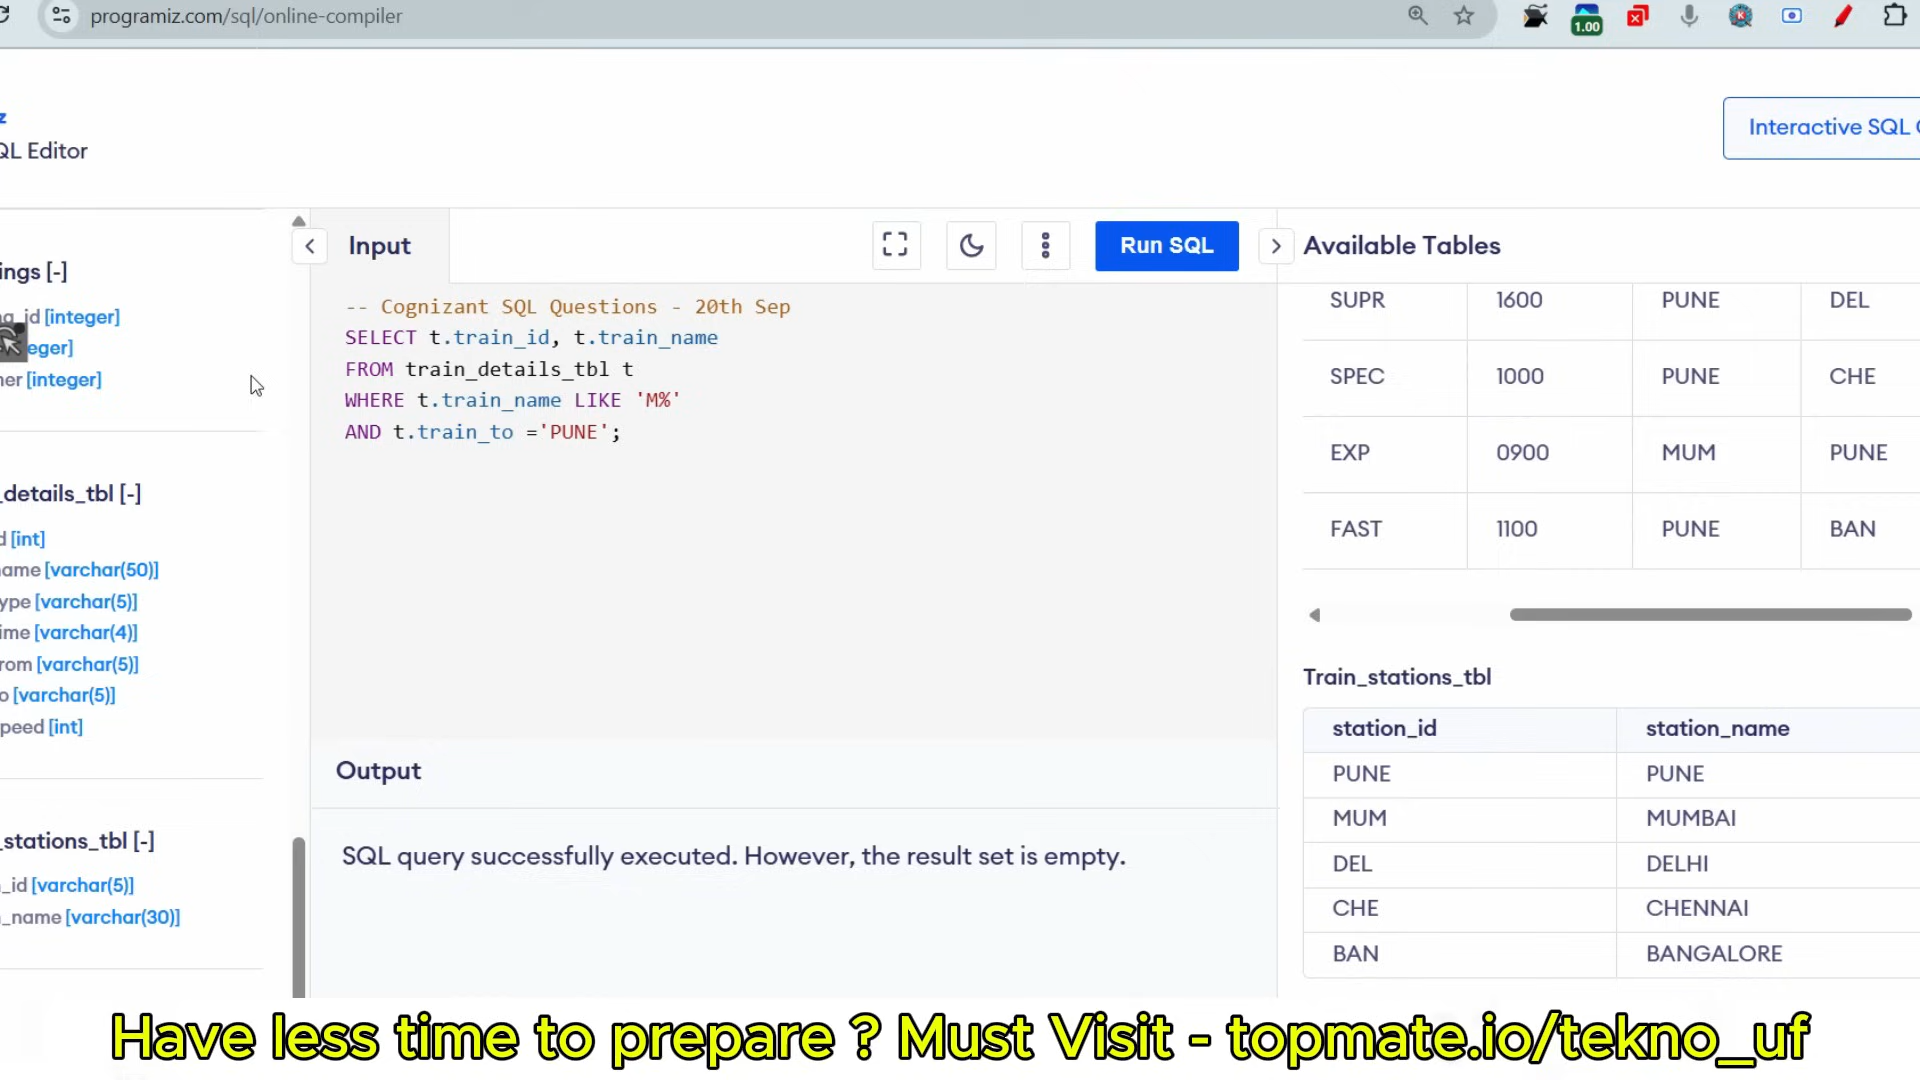 programiz.com/sql/online-compiler
1.00
z
QL Editor
Interactive SQL C
ings [-]
_id [integer]
eger]
ner [integer]
_details_tbl [-]
d [int]
name [varchar(50)]
ype [varchar(5)]
ime [varchar(4)]
rom [varchar(5)]
o [varchar(5)]
peed [int]
_stations_tbl [-]
_id [varchar(5)]
_name [varchar(30)]
Input
Run SQL
-- Cognizant SQL Questions - 20th Sep
SELECT t.train_id, t.train_name
FROM train_details_tbl t
WHERE t.train_name LIKE 'M%'
AND t.train_to ='PUNE';
Output
SQL query successfully executed. However, the result set is empty.
Available Tables
SUPR 1600 PUNE DEL
SPEC 1000 PUNE CHE
EXP 0900 MUM PUNE
FAST 1100 PUNE BAN
Train_stations_tbl
station_id station_name
PUNE PUNE
MUM MUMBAI
DEL DELHI
CHE CHENNAI
BAN BANGALORE
Have less time to prepare ? Must Visit - topmate.io/tekno_uf